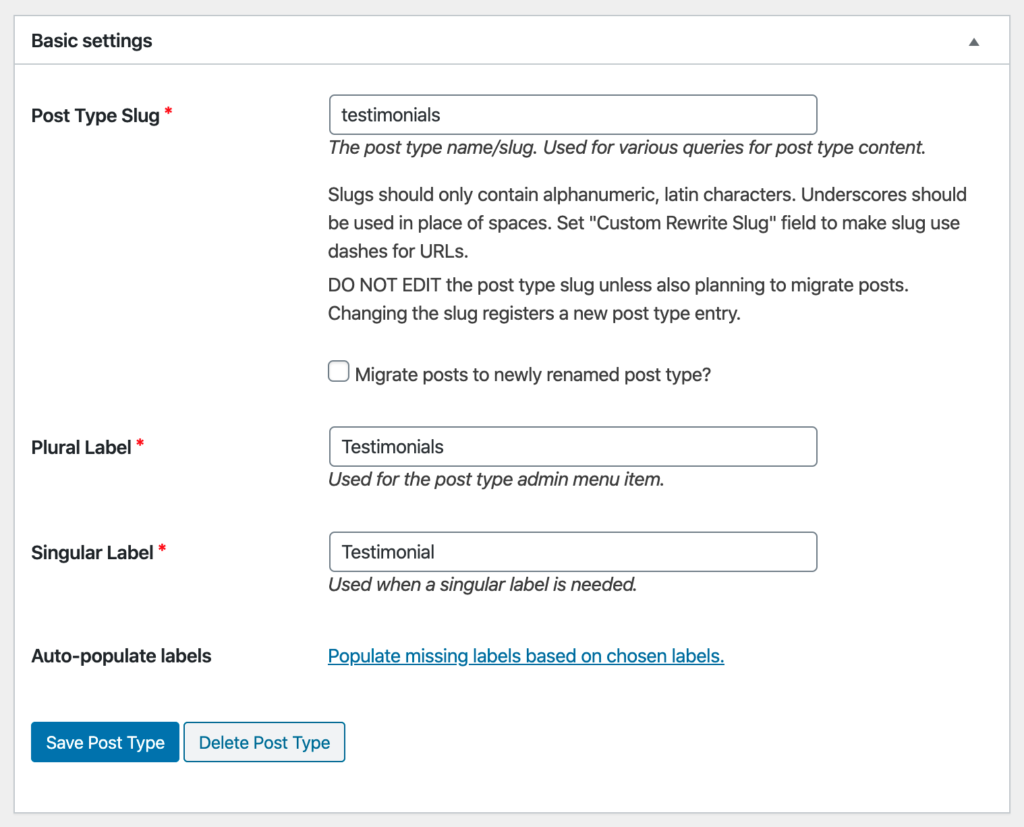 Basic settings
Post Type Slug *
testimonials
The post type name/slug. Used for various queries for post type content.
Slugs should only contain alphanumeric, latin characters. Underscores should
be used in place of spaces. Set "Custom Rewrite Slug" field to make slug use
dashes for URLs.
DO NOT EDIT the post type slug unless also planning to migrate posts.
Changing the slug registers a new post type entry.
Migrate posts to newly renamed post type?
Plural Label *
Testimonials
Used for the post type admin menu item.
Singular Label *
Testimonial
Used when a singular label is needed.
Auto-populate labels
Populate missing labels based on chosen labels.
Save Post Type
Delete Post Type